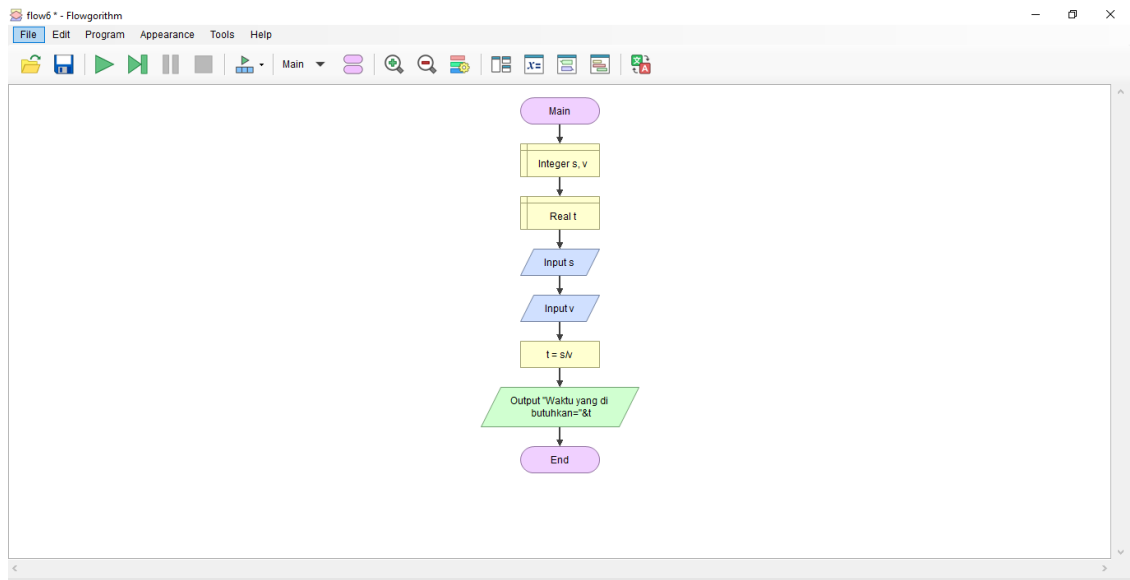 flow6 * - Flowgorithm
File Edit Program Appearance Tools Help
Main
x=
Main
Integer s, v
Real t
Input s
Input v
t = s/v
Output "Waktu yang di
butuhkan="&t
End